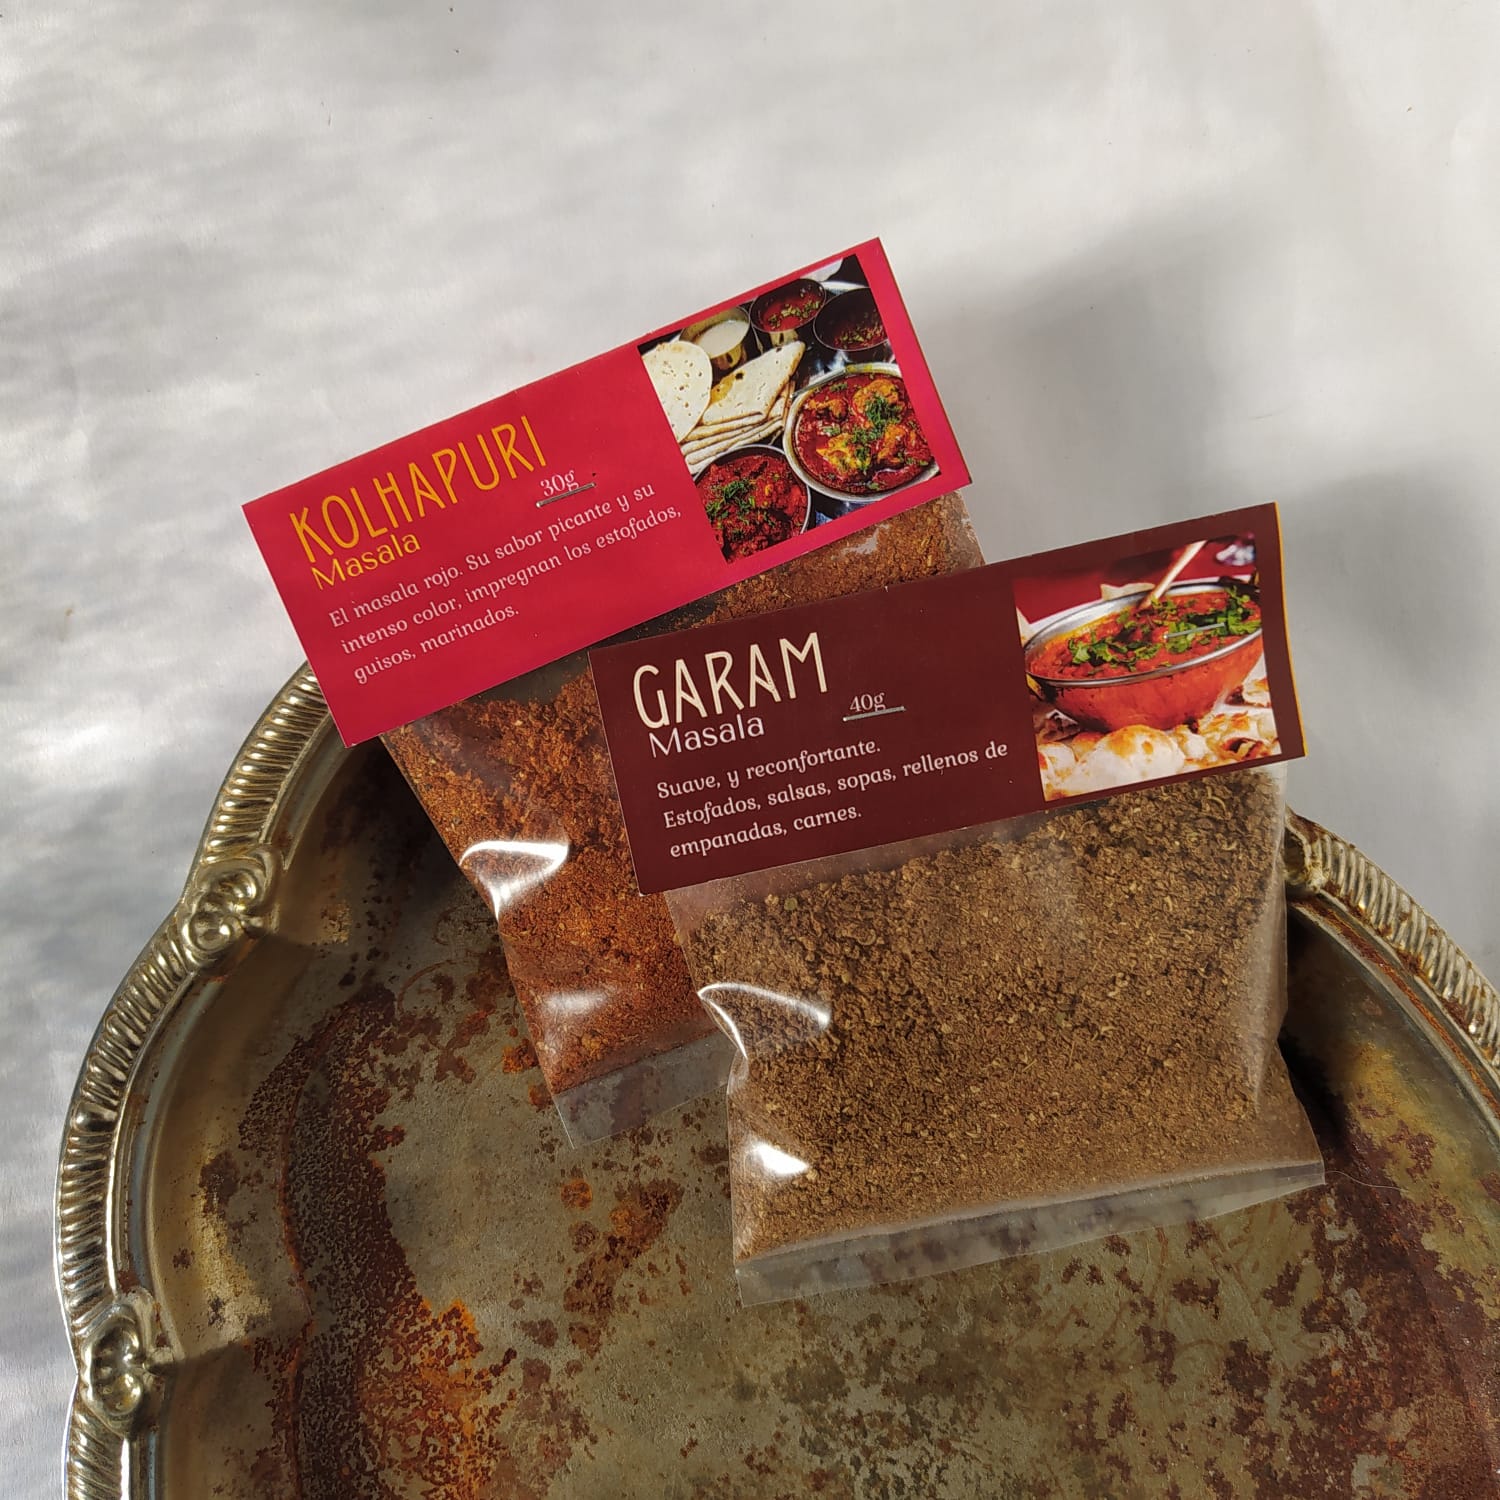 KOLHAPURI
Masala
30g
El masala rojo. Su sabor picante y su
intenso color, impregnan los estofados,
guisos, marinados.
GARAM
Masala
40g
Suave, y reconfortante.
Estofados, salsas, sopas, rellenos de
empanadas, carnes.